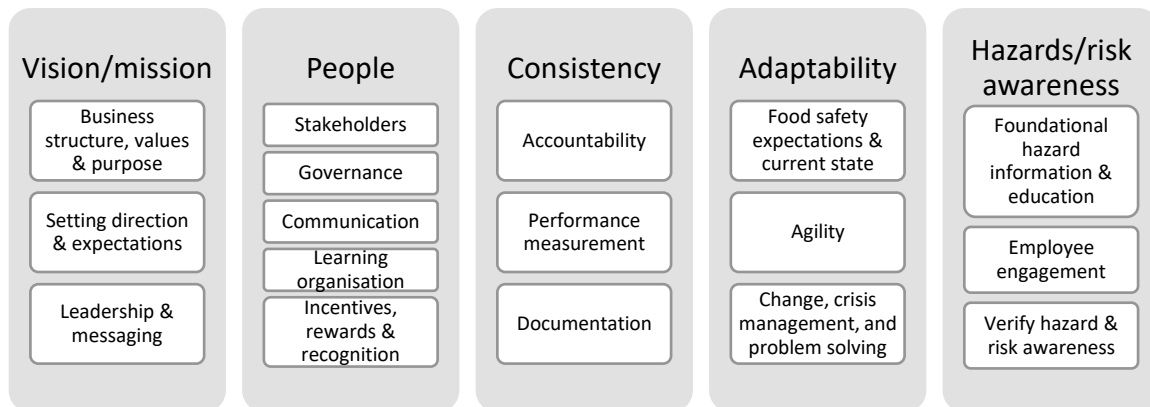 Vision/mission
Business
structure, values
& purpose
Setting direction
& expectations
Leadership &
messaging
People
Stakeholders
Governance
Communication
Learning
organisation
Incentives,
rewards &
recognition
Consistency
Accountability
Performance
measurement
Documentation
Adaptability
Food safety
expectations &
current state
Agility
Change, crisis
management, and
problem solving
Hazards/risk
awareness
Foundational
hazard
information &
education
Employee
engagement
Verify hazard &
risk awareness